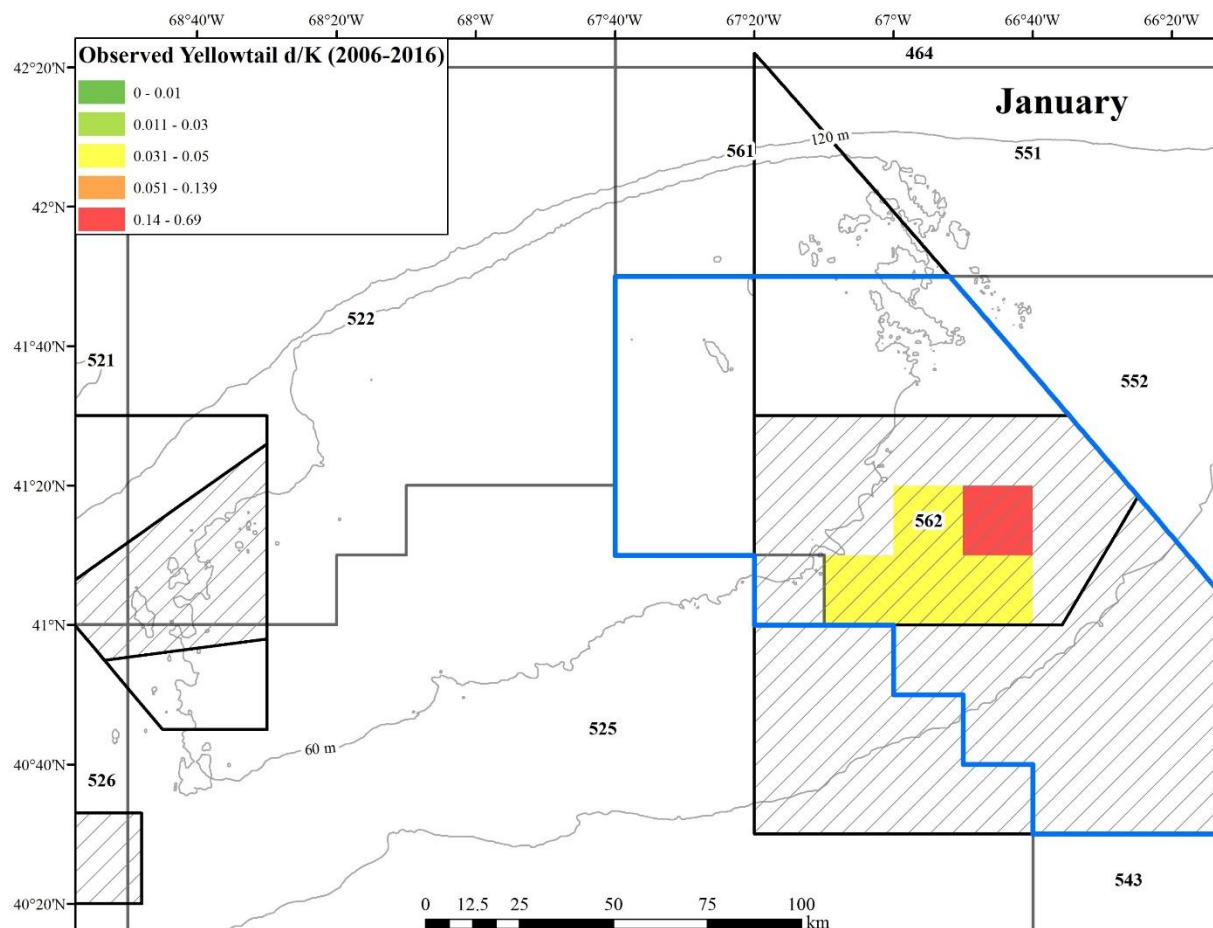 68°40'W 68°20'W 68°W 67°40'W 67°20'W 67°W 66°40'W 66°20'W
42°20'N
42°N
41°40'N
41°20'N
41°N
40°40'N
40°20'N
Observed Yellowtail d/K (2006-2016)
0 - 0.01
0.011 - 0.03
0.031 - 0.05
0.051 - 0.139
0.14 - 0.69
January
464
120 m
561
551
522
521
552
562
525
60 m
526
543
0 12.5 25 50 75 100
km